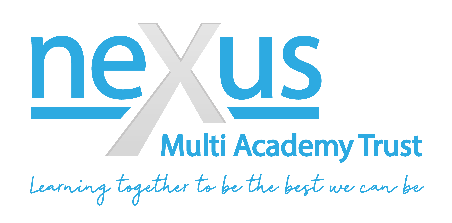 neXus
Multi Academy Trust
Learning together to be the best we can be